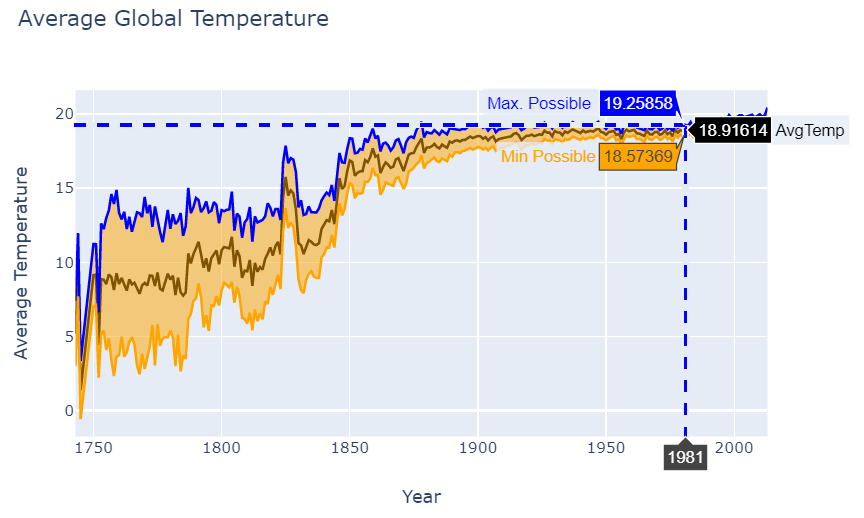 Average Global Temperature
Max. Possible 19.25858
18.91614 AvgTemp
Min Possible 18.57369
Average Temperature
20
15
10
5
0
1750 1800 1850 1900 1950 2000
1981
Year